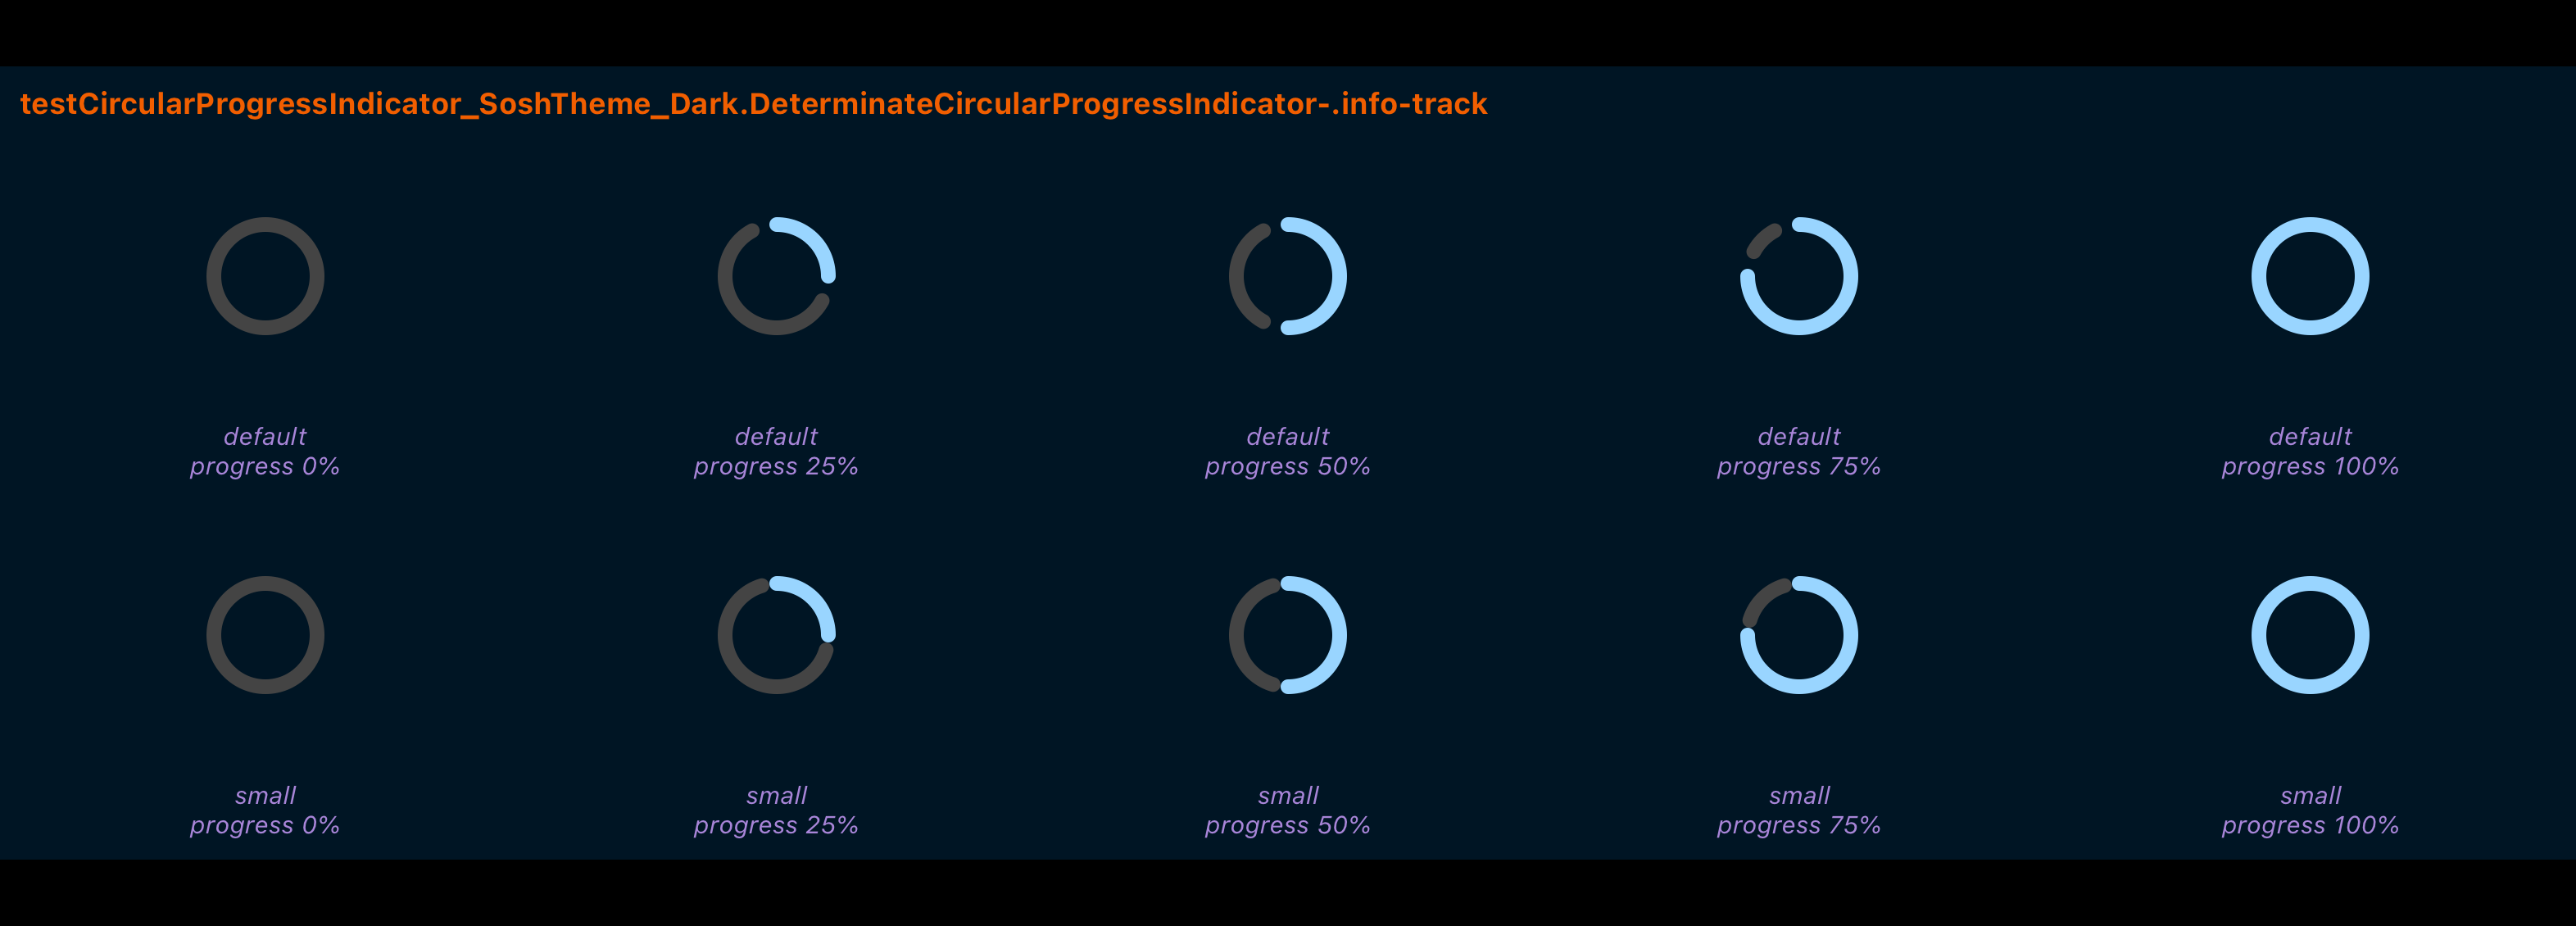 testCircularProgressIndicator_SoshTheme_Dark.DeterminateCircularProgressIndicator-.info-track
default default default default default
progress 0% progress 25% progress 50% progress 75% progress 100%
small small small small small
progress 0% progress 25% progress 50% progress 75% progress 100%